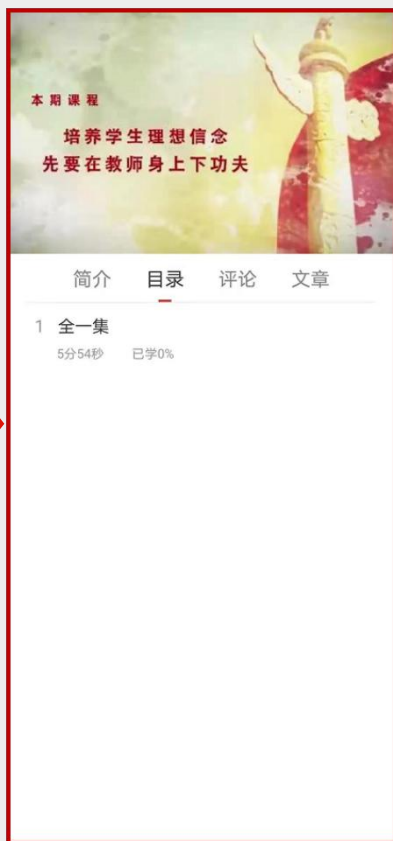 本期课程
培养学生理想信念
先要在教师身上下功夫
简介 目录 评论 文章
1 全一集
5分54秒 已学0%